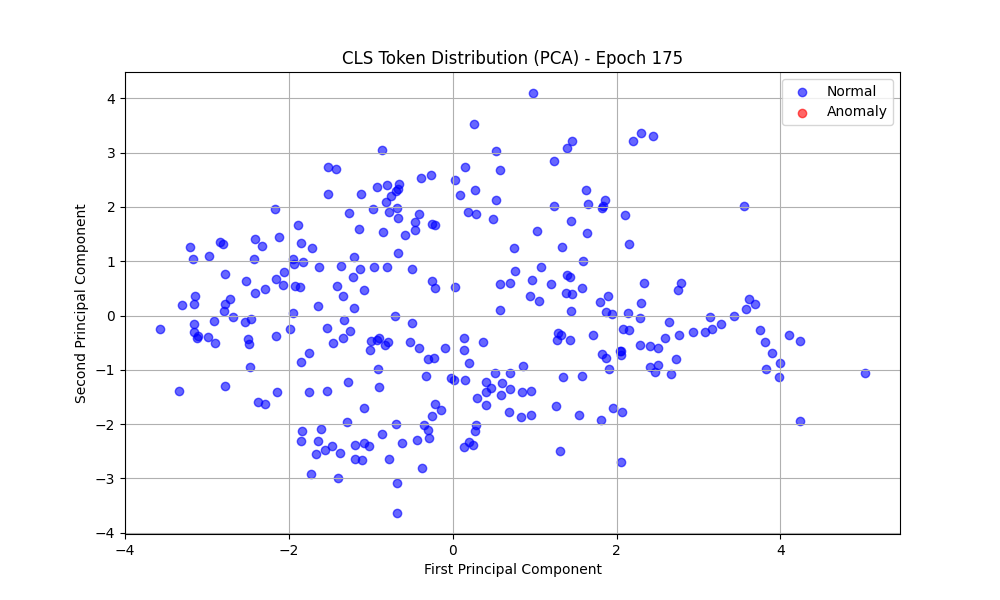 CLS Token Distribution (PCA) - Epoch 175
Normal
Anomaly
Second Principal Component
4
3
2
1
0
−1
−2
−3
−4
−4
−2
0
2
4
First Principal Component